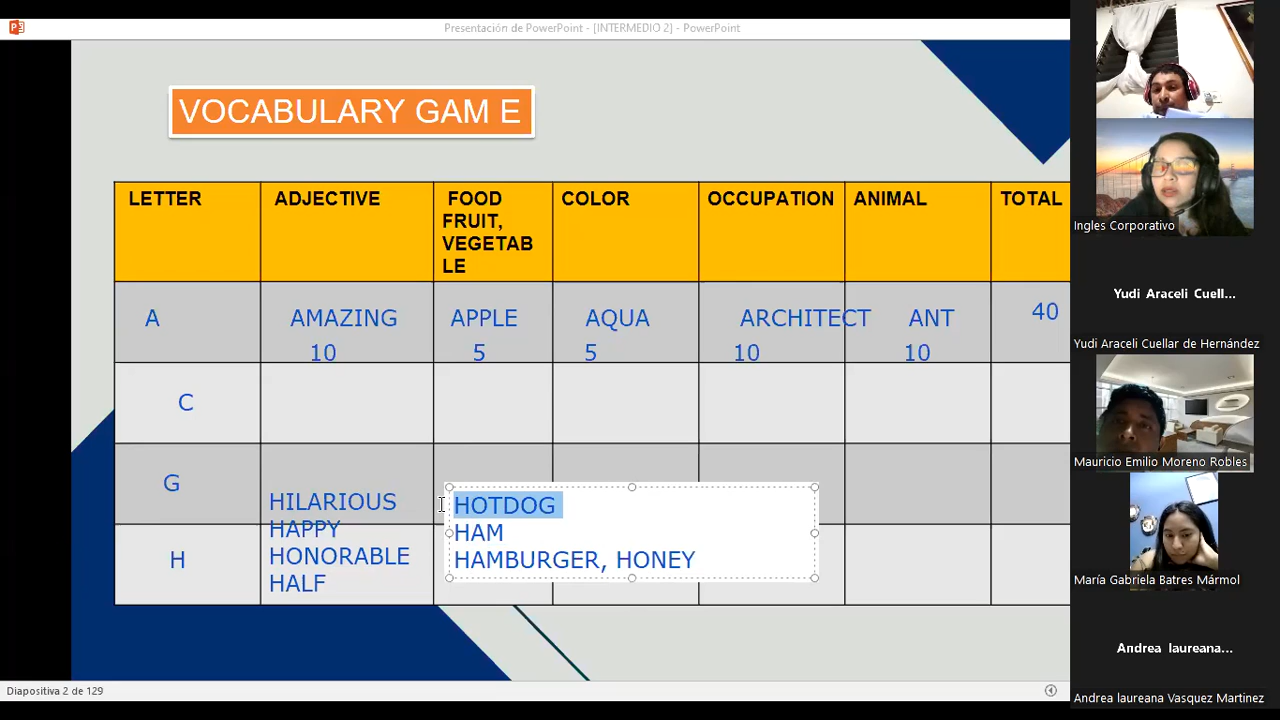 Presentación de PowerPoint - [INTERMEDIO 2] - PowerPoint
VOCABULARY GAM E
LETTER
ADJECTIVE
FOOD
FRUIT,
VEGETAB
LE
COLOR
OCCUPATION
ANIMAL
TOTAL
A
AMAZING
10
APPLE
5
AQUA
5
ARCHITECT
10
ANT
10
40
C
G
H
HILARIOUS
HAPPY
HONORABLE
HALF
HOTDOG
HAM
HAMBURGER, HONEY
Diapositiva 2 de 129
Ingles Corporativo
Yudi Araceli Cuell...
Yudi Araceli Cuellar de Hernández
Mauricio Emilio Moreno Robles
María Gabriela Batres Mármol
Andrea laureana...
Andrea laureana Vasquez Martinez